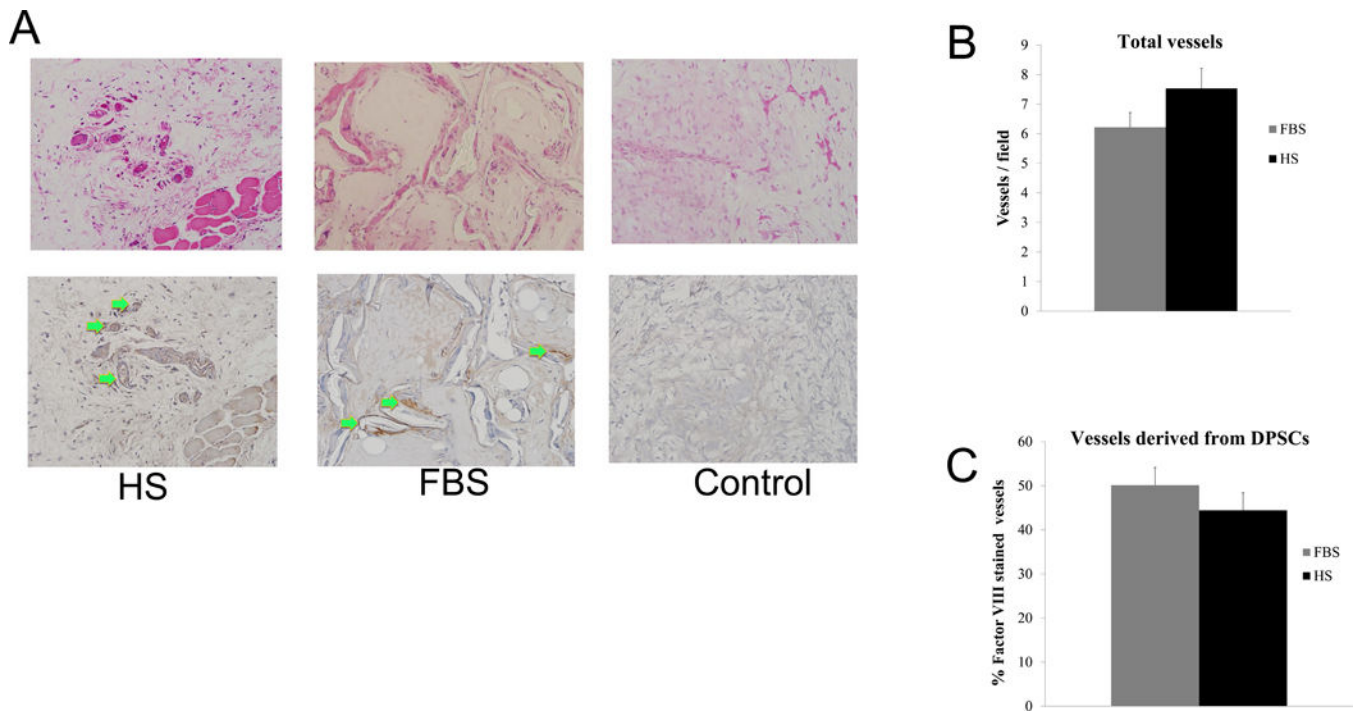 A
HS
FBS
Control
B
Total vessels
Vessels / field
9
8
7
6
5
4
3
2
1
0
FBS
HS
C
Vessels derived from DPSCs
% Factor VIII stained vessels
60
50
40
30
20
10
0
FBS
HS